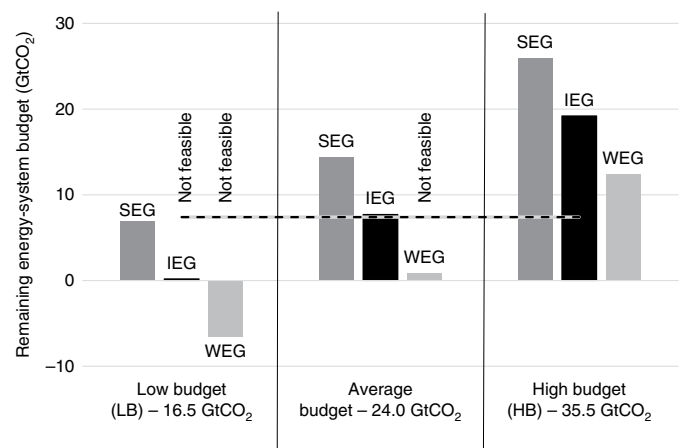 Remaining energy-system budget (GtCO2)
30
20
10
0
–10
SEG
IEG
WEG
Not feasible
Not feasible
SEG
IEG
WEG
Not feasible
SEG
IEG
WEG
Low budget
(LB) – 16.5 GtCO2
Average
budget – 24.0 GtCO2
High budget
(HB) – 35.5 GtCO2